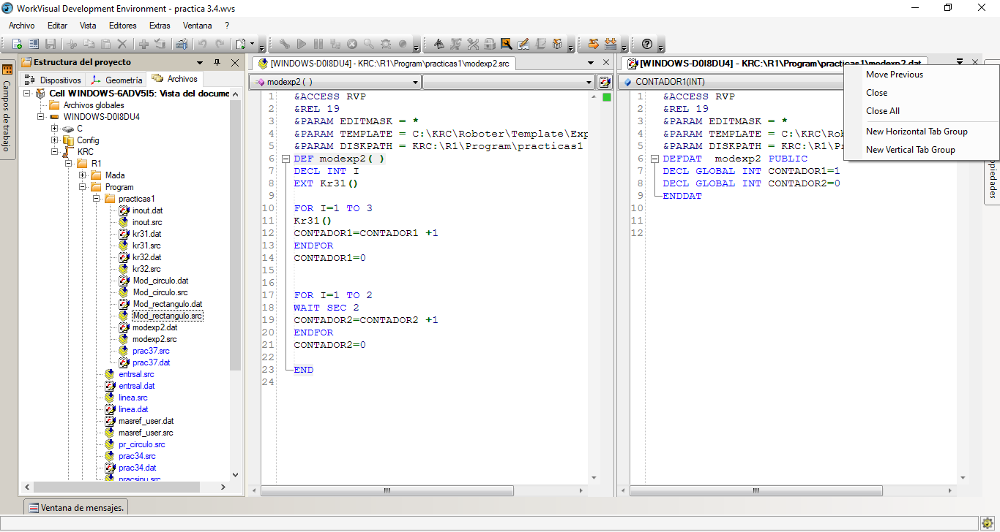 WorkVisual Development Environment - practica 3.4.wvs
Archivo Editar Vista Editores Extras Ventana ?
Campos de trabajo
Estructura del proyecto
Dispositivos Geometría Archivos
Cell WINDOWS-6ADV5I5: Vista del docume
Archivos globales
WINDOWS-D0I8DU4
C
Config
KRC
R1
Mada
Program
practicas1
inout.dat
inout.src
kr31.dat
kr31.src
kr32.dat
kr32.src
Mod_circulo.dat
Mod_circulo.src
Mod_rectangulo.dat
Mod_rectangulo.src
modexp2.dat
modexp2.src
prac37.src
prac37.dat
entrsal.src
entrsal.dat
linea.src
linea.dat
masref_user.dat
masref_user.src
pr_circulo.src
prac34.src
prac34.dat
pracsinu.src
[WINDOWS-D0I8DU4] - KRC:\R1\Program\practicas1\modexp2.src
modexp2 ( )
1 &ACCESS RVP
2 &REL 19
3 &PARAM EDITMASK = *
4 &PARAM TEMPLATE = C:\KRC\Roboter\Template\Exp
5 &PARAM DISKPATH = KRC:\R1\Program\practicas1
6 DEF modexp2( )
7 DECL INT I
8 EXT Kr31()
9
10 FOR I=1 TO 3
11 Kr31()
12 CONTADOR1=CONTADOR1 +1
13 ENDFOR
14 CONTADOR1=0
15
16
17 FOR I=1 TO 2
18 WAIT SEC 2
19 CONTADOR2=CONTADOR2 +1
20 ENDFOR
21 CONTADOR2=0
22
23 END
24
[WINDOWS-D0I8DU4] - KRC:\R1\Program\practicas1\modexp2.dat
CONTADOR1(INT)
1 &ACCESS RVP
2 &REL 19
3 &PARAM EDITMASK = *
4 &PARAM TEMPLATE = C:\KRC\Rob
5 &PARAM DISKPATH = KRC:\R1\Pr
6 DEFDAT modexp2 PUBLIC
7 DECL GLOBAL INT CONTADOR1=1
8 DECL GLOBAL INT CONTADOR2=0
9 ENDDAT
10
11
12
Move Previous
Close
Close All
New Horizontal Tab Group
New Vertical Tab Group
opiedades
Ventana de mensajes.